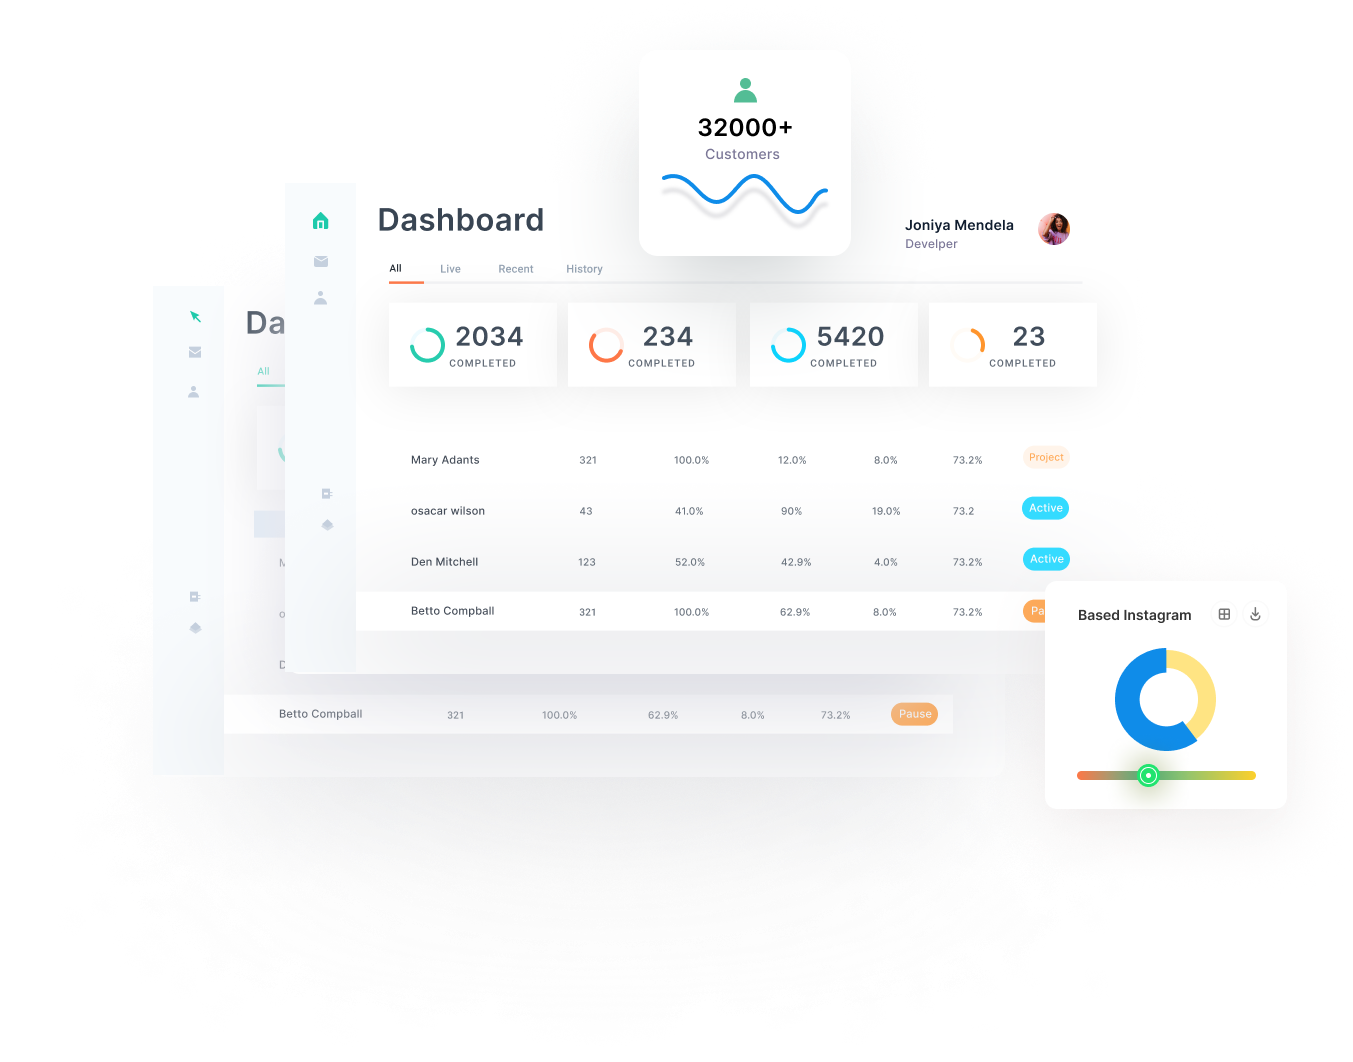 32000+
Customers
Dashboard
Joniya Mendela
Develper
All Live Recent History
2034
COMPLETED
234
COMPLETED
5420
COMPLETED
23
COMPLETED
Da
All
Mary Adants 321 100.0% 12.0% 8.0% 73.2% Project
osacar wilson 43 41.0% 90% 19.0% 73.2 Active
Den Mitchell 123 52.0% 42.9% 4.0% 73.2% Active
Betto Compball 321 100.0% 62.9% 8.0% 73.2% Pa
M
o
D
Betto Compball 321 100.0% 62.9% 8.0% 73.2% Pause
Based Instagram